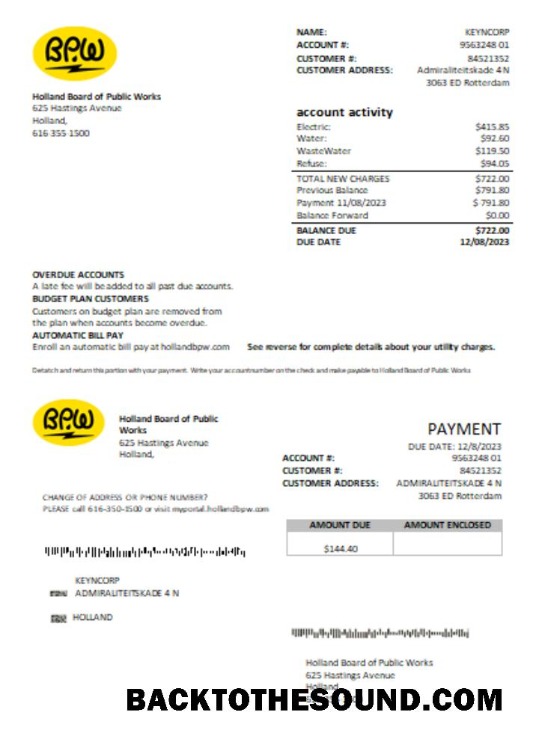 BPW
NAME: KEYNCORP
ACCOUNT #: 9563248 01
CUSTOMER #: 84521352
CUSTOMER ADDRESS: Admiraliteitskade 4 N
3063 ED Rotterdam
Holland Board of Public Works
625 Hastings Avenue
Holland,
616 355-1500
account activity
Electric: $415.85
Water: $92.60
WasteWater $119.50
Refuse: $94.05
TOTAL NEW CHARGES $722.00
Previous Balance $791.80
Payment 11/08/2023 $ 791.80
Balance Forward $0.00
BALANCE DUE $722.00
DUE DATE 12/08/2023
OVERDUE ACCOUNTS
A late fee will be added to all past due accounts.
BUDGET PLAN CUSTOMERS
Customers on budget plan are removed from
the plan when accounts become overdue.
AUTOMATIC BILL PAY
Enroll an automatic bill pay at hollandbpw.com See reverse for complete details about your utility charges.
Detatch and return this portion with your payment. Write your account number on the check and make payable to Holland Board of Public Works
BPW
Holland Board of Public
Works
625 Hastings Avenue
Holland,
PAYMENT
DUE DATE: 12/8/2023
ACCOUNT #: 9563248 01
CUSTOMER #: 84521352
CUSTOMER ADDRESS: ADMIRALITEITSKADE 4 N
3063 ED Rotterdam
CHANGE OF ADDRESS OR PHONE NUMBER?
PLEASE call 616-350-1500 or visit myportal.hollandbpw.com
AMOUNT DUE AMOUNT ENCLOSED
$144.40
KEYNCORP
ADMIRALITEITSKADE 4 N
HOLLAND
Holland Board of Public Works
625 Hastings Avenue
Holland
BACKTOTHESOUND.COM